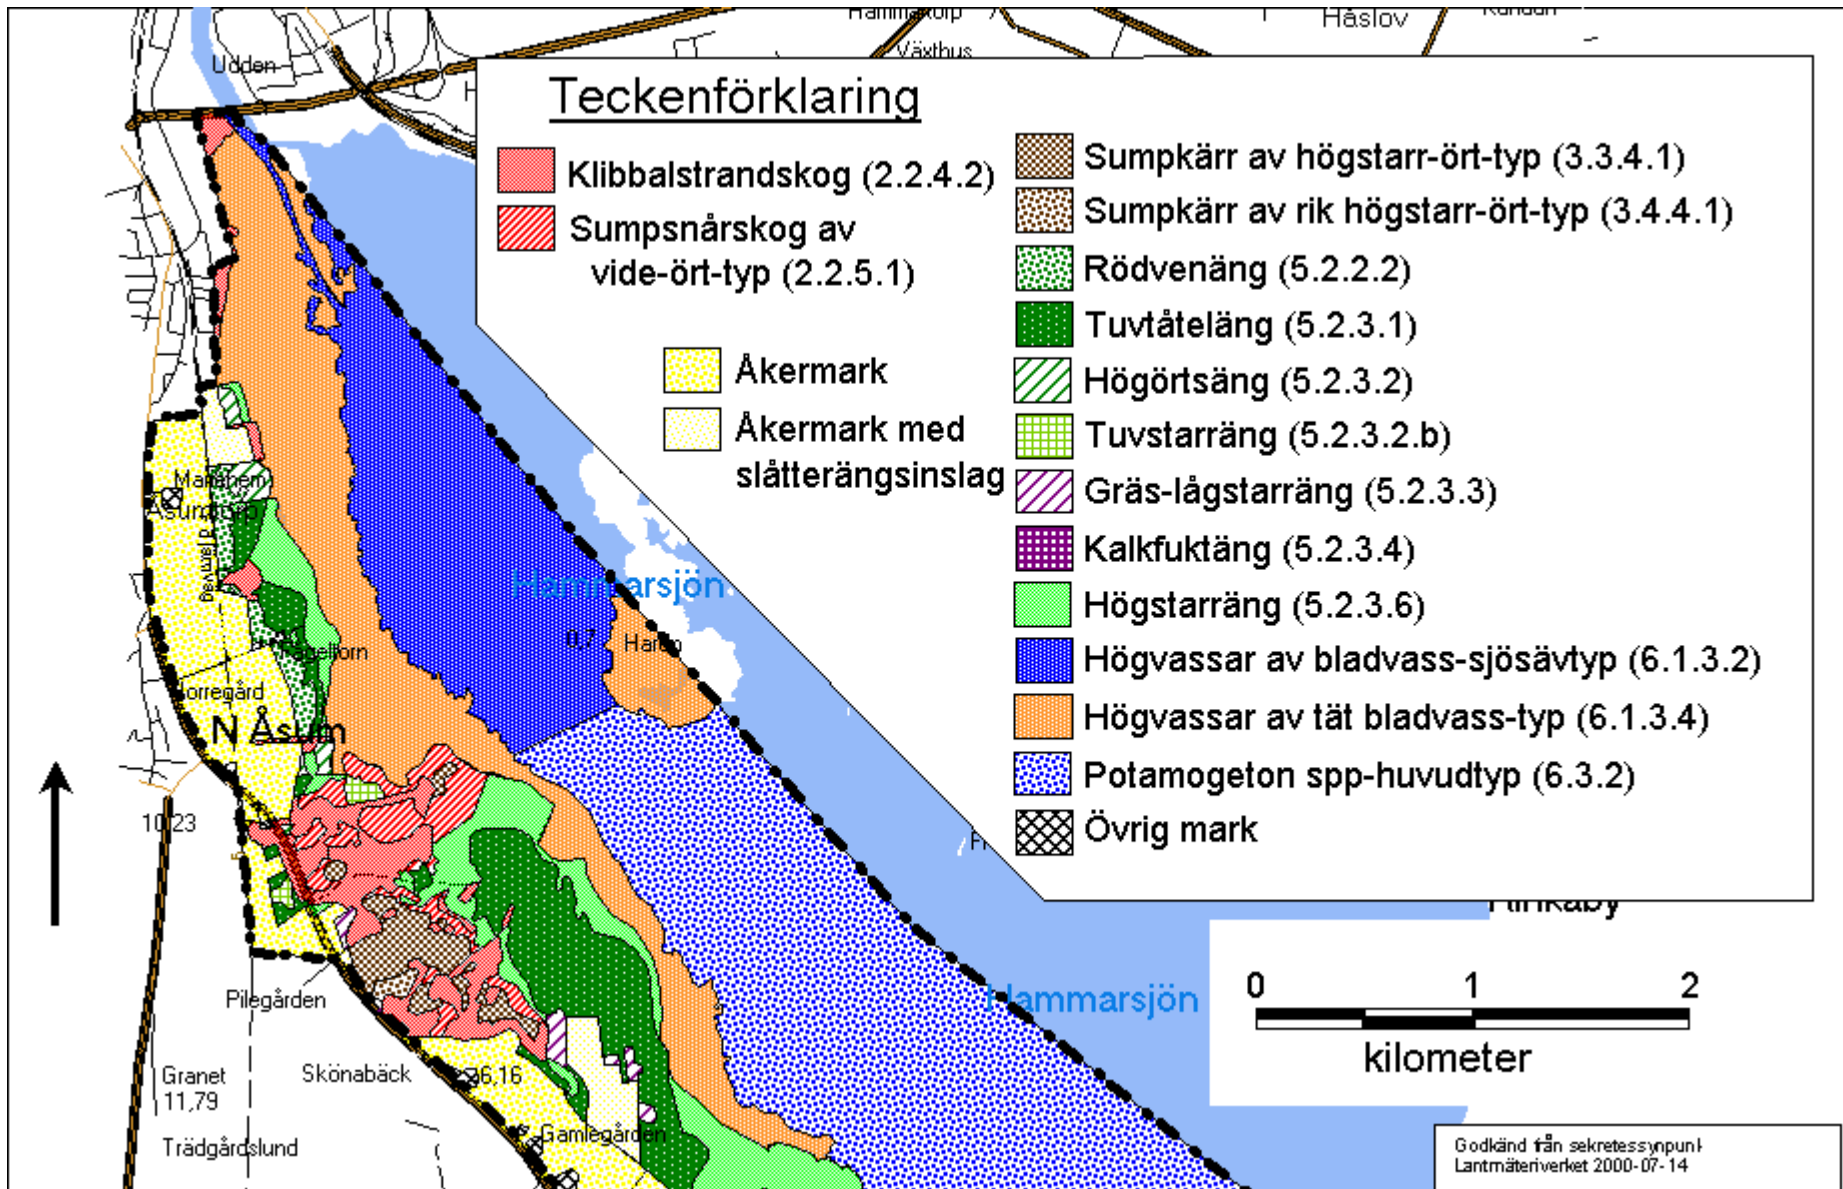 Hammartorp
Håslov
Växthus
Udden
Teckenförklaring
Klibbalstrandskog (2.2.4.2)
Sumpsnårskog av
vide-ört-typ (2.2.5.1)
Åkermark
Åkermark med
slåtterängsinslag
Sumpkärr av högstarr-ört-typ (3.3.4.1)
Sumpkärr av rik högstarr-ört-typ (3.4.4.1)
Rödvenäng (5.2.2.2)
Tuvtåteläng (5.2.3.1)
Högörtsäng (5.2.3.2)
Tuvstarräng (5.2.3.2.b)
Gräs-lågstarräng (5.2.3.3)
Kalkfuktäng (5.2.3.4)
Högstarräng (5.2.3.6)
Högvassar av bladvass-sjösävtyp (6.1.3.2)
Högvassar av tät bladvass-typ (6.1.3.4)
Potamogeton spp-huvudtyp (6.3.2)
Övrig mark
Hammarsjön
0,7
Norregård
N Åsum
10,23
Pilegården
Hammarsjön
0 1 2
kilometer
Granet
11,79
Skönabäck
6,16
Gamlegården
Trädgårdslund
Godkänd från sekretessynpunkt
Lantmäteriverket 2000-07-14